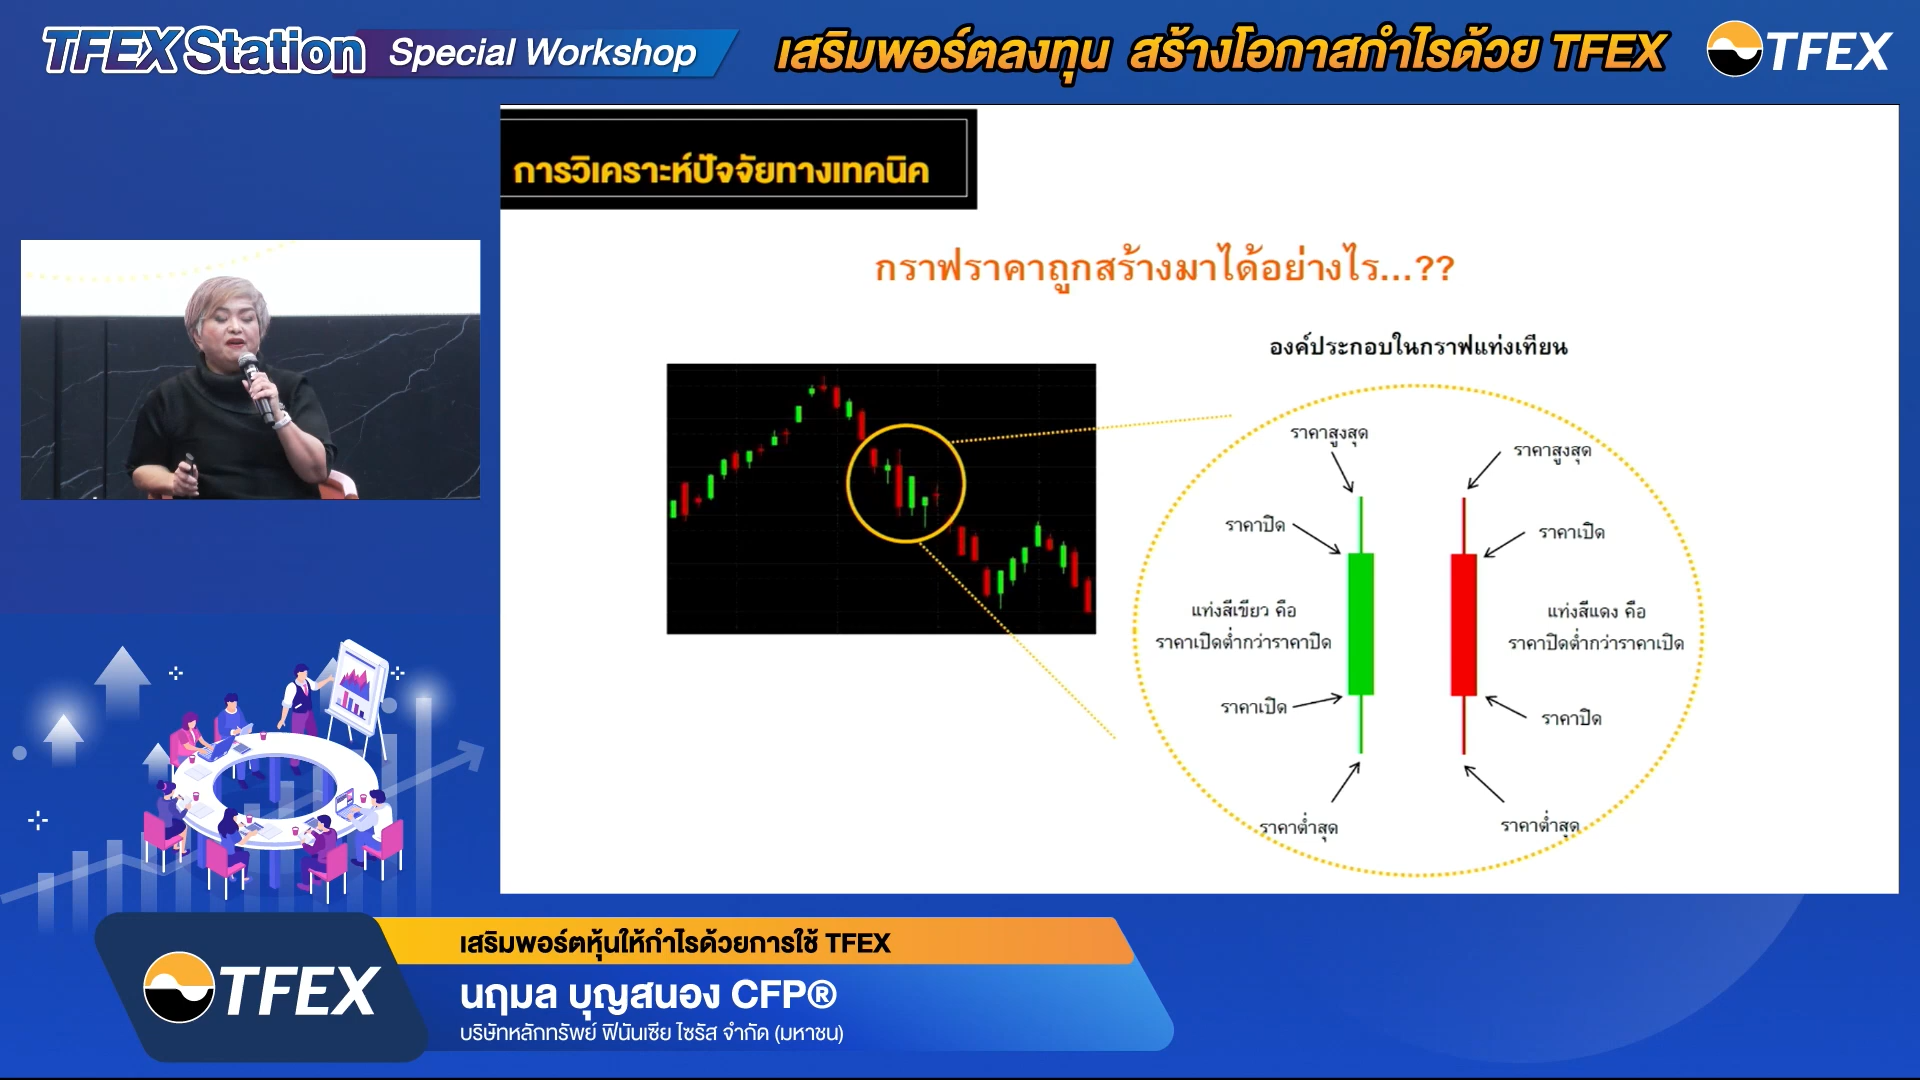 TFEX Station Special Workshop
เสริมพอร์ตลงทุน สร้างโอกาสกำไรด้วย TFEX
TFEX
การวิเคราะห์ปัจจัยทางเทคนิค
กราฟราคาถูกสร้างมาได้อย่างไร...??
องค์ประกอบในกราฟแท่งเทียน
ราคาสูงสุด
ราคาปิด
แท่งสีเขียว คือ
ราคาเปิดต่ำกว่าราคาปิด
ราคาเปิด
ราคาต่ำสุด
ราคาสูงสุด
ราคาเปิด
แท่งสีแดง คือ
ราคาปิดต่ำกว่าราคาเปิด
ราคาปิด
ราคาต่ำสุด
TFEX
เสริมพอร์ตหุ้นให้กำไรด้วยการใช้ TFEX
นฤมล บุญสนอง CFP®
บริษัทหลักทรัพย์ ฟินันเซีย ไซรัส จำกัด (มหาชน)